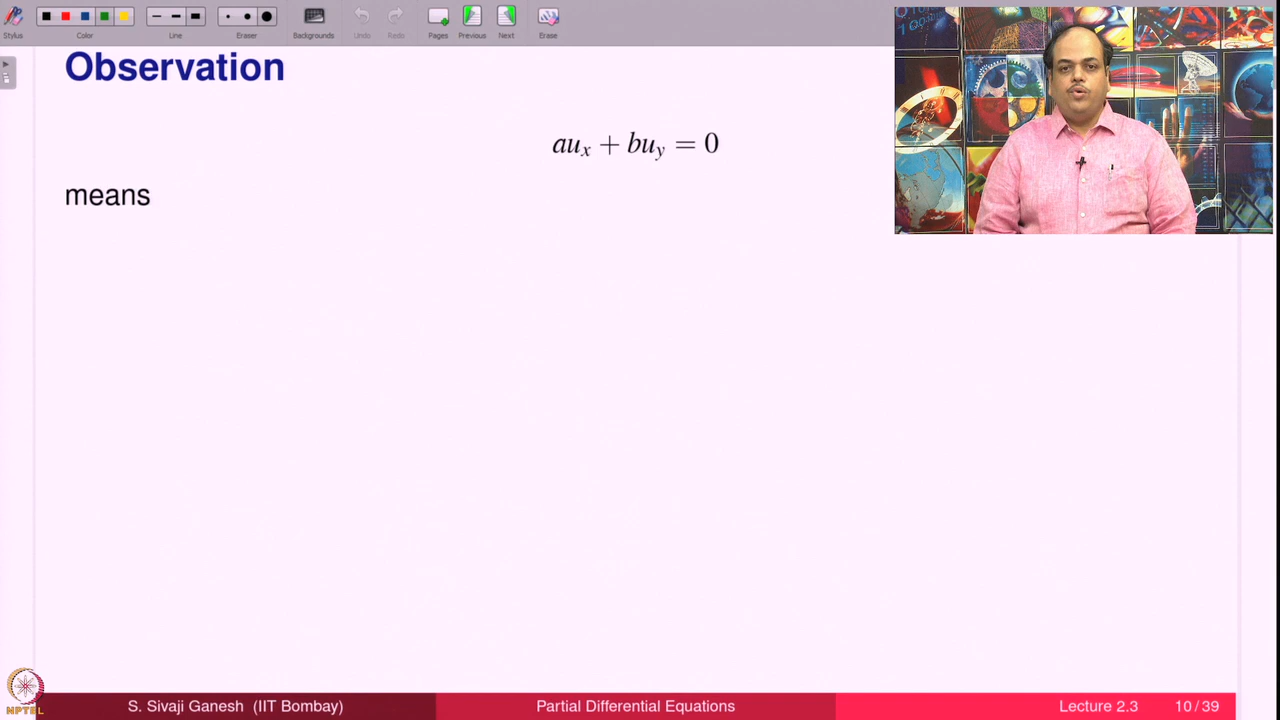 Stylus Color Line Eraser Backgrounds Undo Redo Pages Previous Next Erase
Observation
au_x + bu_y = 0
means
NPTEL
S. Sivaji Ganesh (IIT Bombay) Partial Differential Equations Lecture 2.3 10 / 39